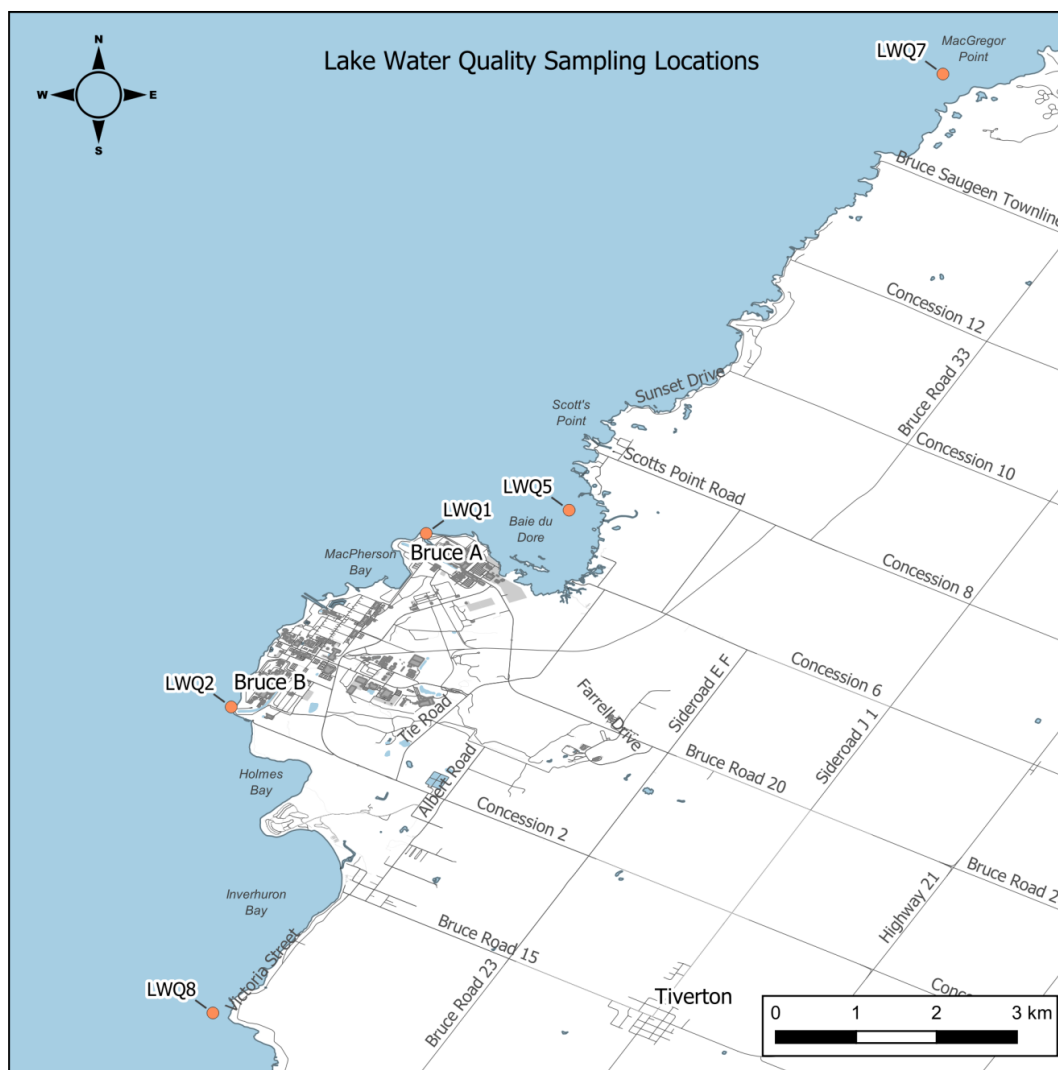 N
W
E
S
Lake Water Quality Sampling Locations
LWQ7
MacGregor
Point
Bruce Saugeen Townline
Concession 12
Bruce Road 33
Sunset Drive
Scott's
Point
Concession 10
Scotts Point Road
LWQ5
LWQ1
Baie du
Dore
Bruce A
MacPherson
Bay
Concession 8
Concession 6
LWQ2
Bruce B
Tie Road
Farrell Drive
Sideroad E F
Sideroad J 1
Bruce Road 20
Holmes
Bay
Albert Road
Concession 2
Highway 21
Bruce Road 2
Inverhuron
Bay
Bruce Road 15
Victoria Street
Bruce Road 23
LWQ8
Tiverton
Conce
0 1 2 3 km